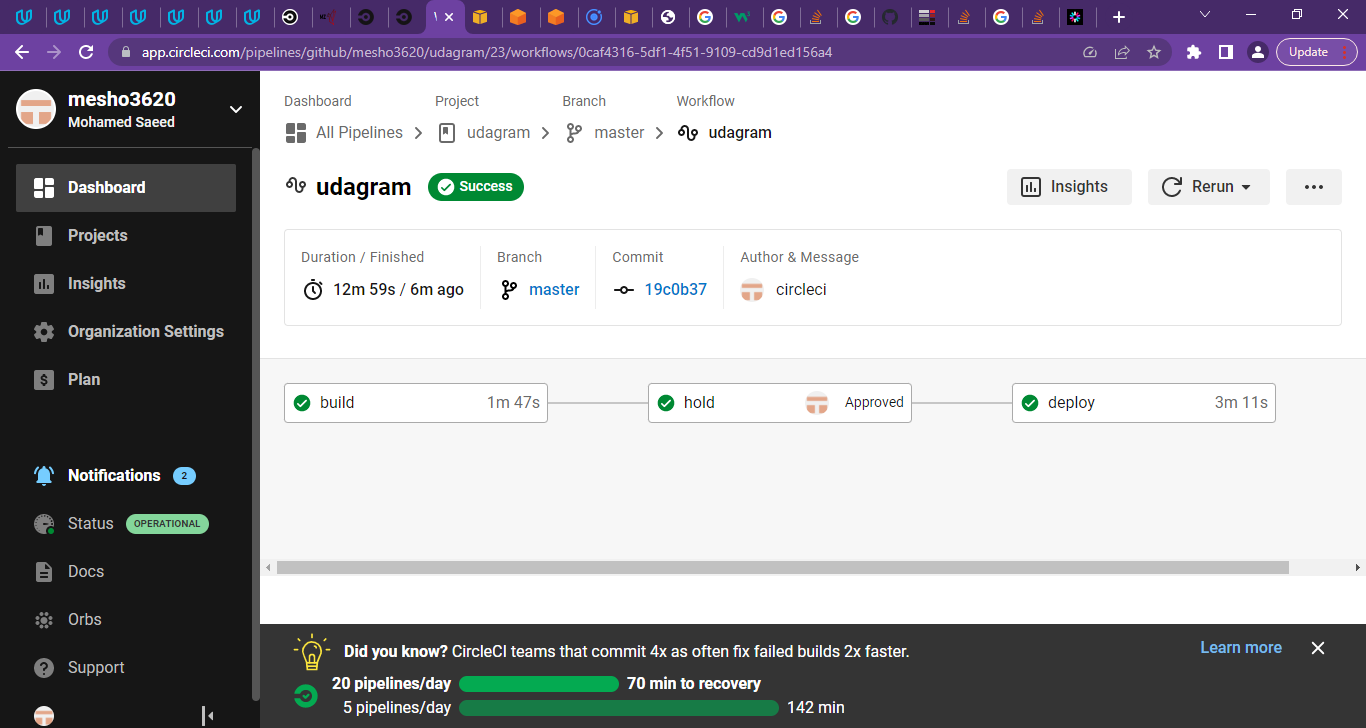 Update
app.circleci.com/pipelines/github/mesho3620/udagram/23/workflows/0caf4316-5df1-4f51-9109-cd9d1ed156a4
mesho3620
Mohamed Saeed
Dashboard
Projects
Insights
Organization Settings
Plan
Notifications 2
Status OPERATIONAL
Docs
Orbs
Support
Dashboard Project Branch Workflow
All Pipelines udagram master udagram
udagram Success Insights Rerun
Duration / Finished Branch Commit Author & Message
12m 59s / 6m ago master 19c0b37 circleci
build 1m 47s hold Approved deploy 3m 11s
Did you know? CircleCI teams that commit 4x as often fix failed builds 2x faster. Learn more
20 pipelines/day 70 min to recovery
5 pipelines/day 142 min